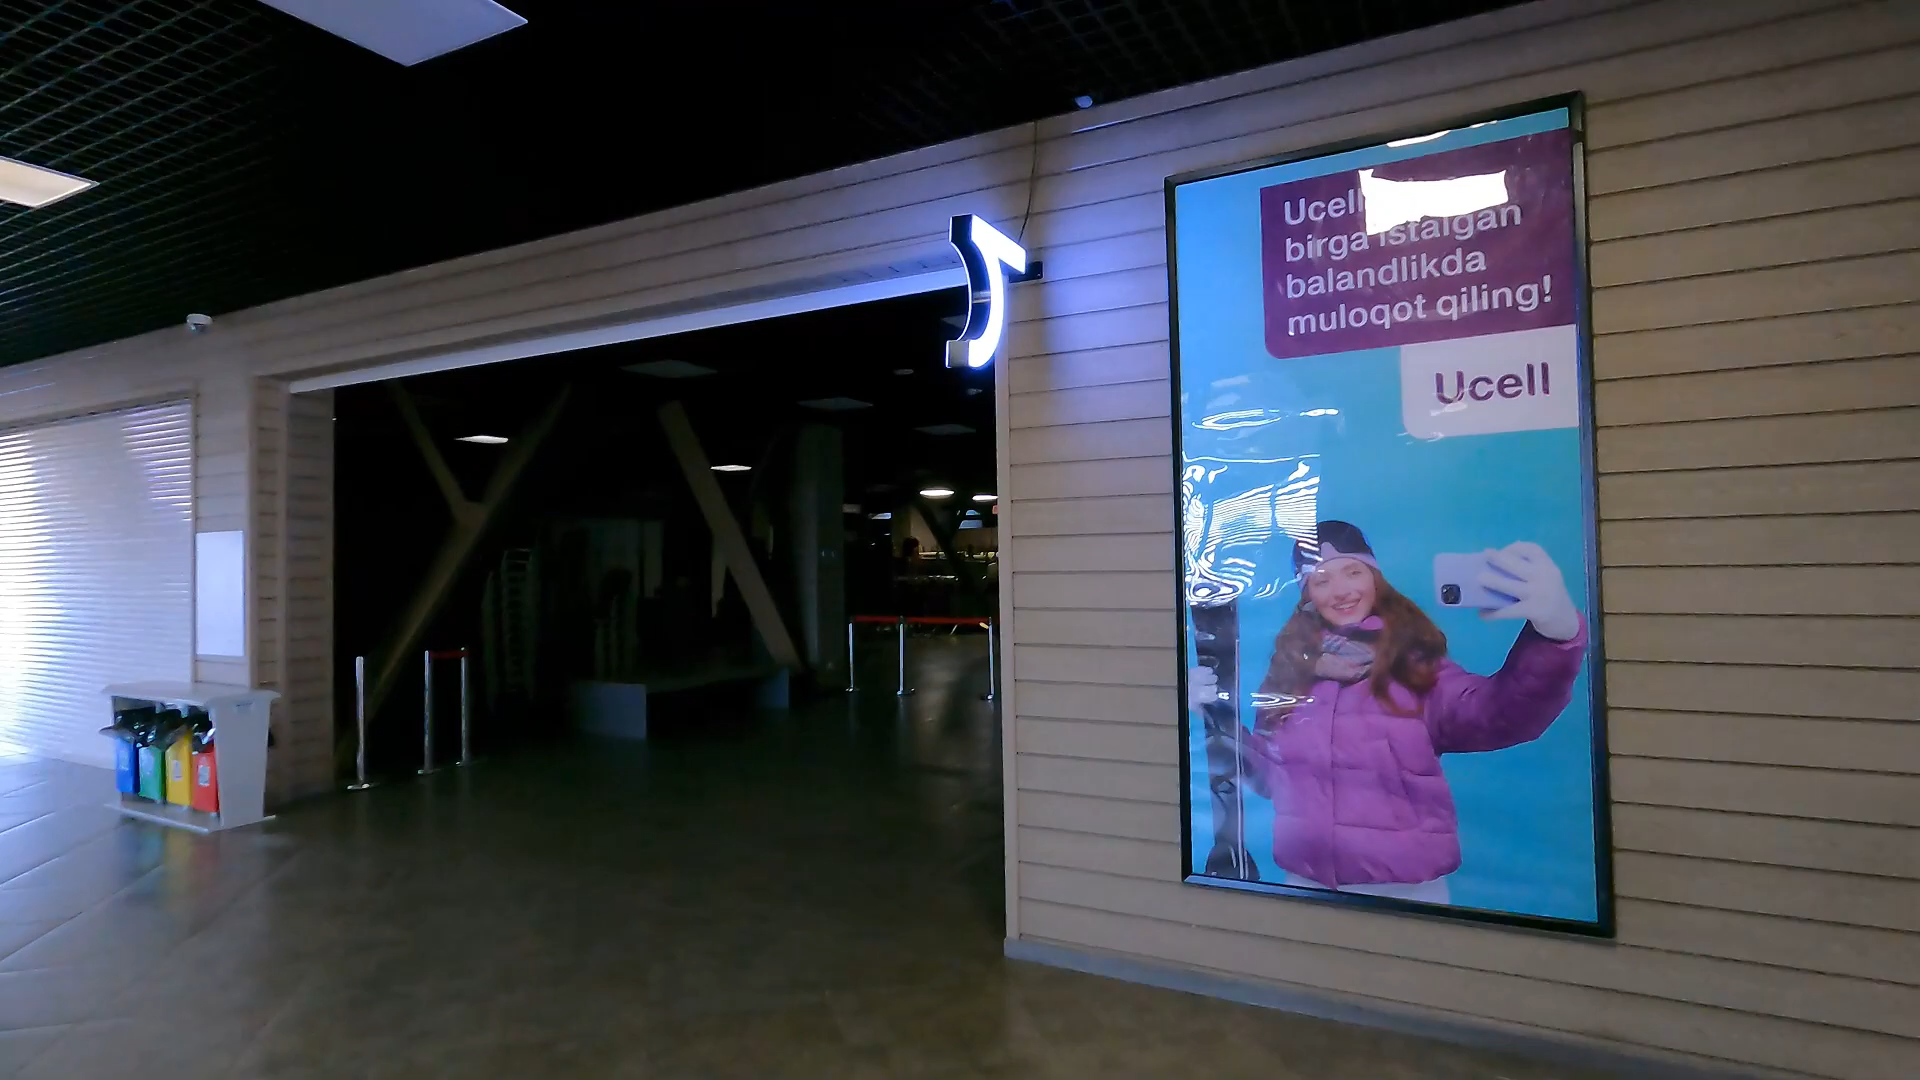 Ucell
birga istalgan
balandlikda
muloqot qiling!
Ucell